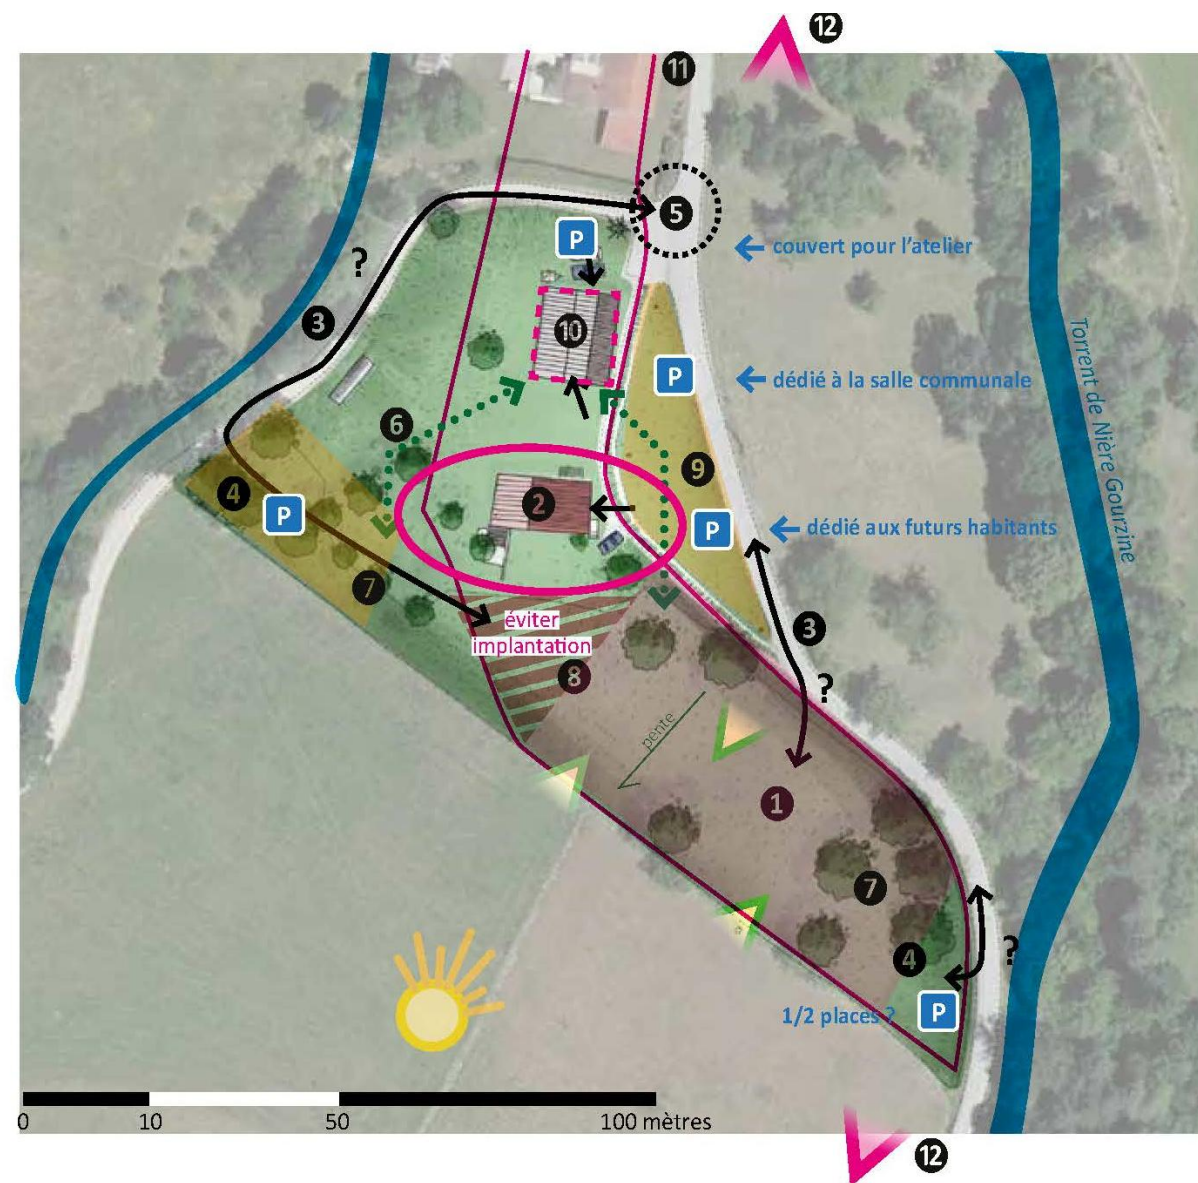 12
11
5
P
couvert pour l'atelier
?
3
10
P
dédié à la salle communale
6
9
2
4
P
P
dédié aux futurs habitants
Torrent de Nière Gourzine
7
éviter
implantation
3
8
?
pente
1
7
4
?
1/2 places ?
P
0
10
50
100 mètres
12